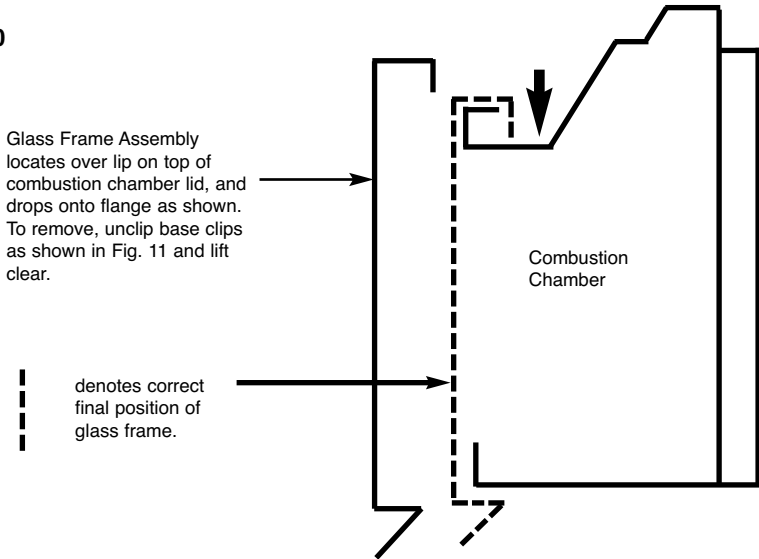 0
Glass Frame Assembly
locates over lip on top of
combustion chamber lid, and
drops onto flange as shown.
To remove, unclip base clips
as shown in Fig. 11 and lift
clear.
Combustion
Chamber
denotes correct
final position of
glass frame.